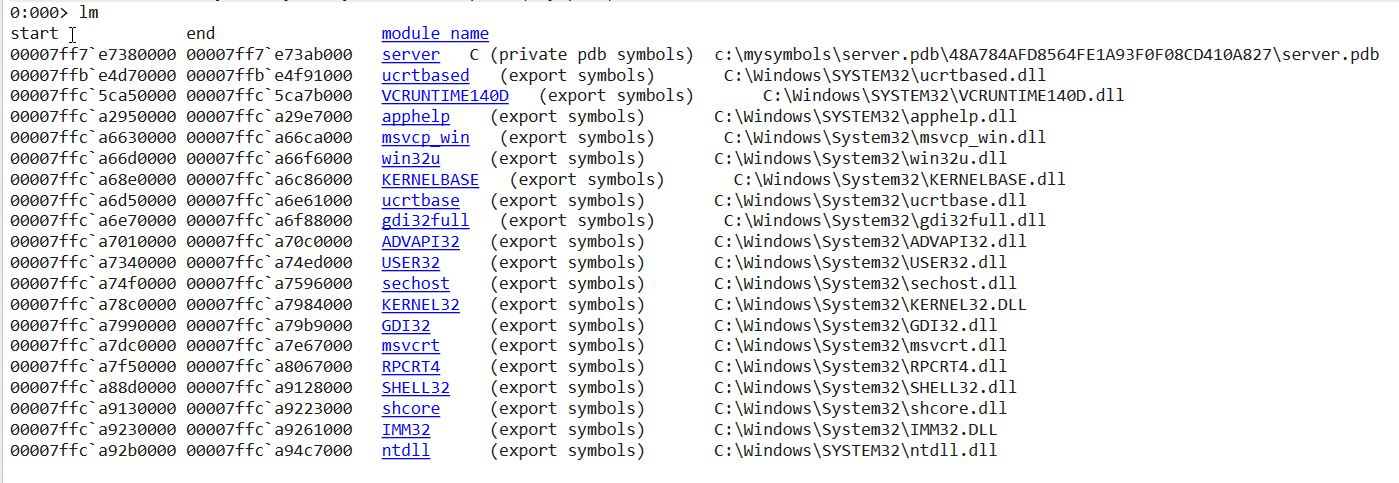 0:000> lm
start end module name
00007ff7`e7380000 00007ff7`e73ab000 server C (private pdb symbols) c:\mysymbols\server.pdb\48A784AFD8564FE1A93F0F08CD410A827\server.pdb
00007ffb`e4d70000 00007ffb`e4f91000 ucrtbased (export symbols) C:\Windows\SYSTEM32\ucrtbased.dll
00007ffc`5ca50000 00007ffc`5ca7b000 VCRUNTIME140D (export symbols) C:\Windows\SYSTEM32\VCRUNTIME140D.dll
00007ffc`a2950000 00007ffc`a29e7000 apphelp (export symbols) C:\Windows\SYSTEM32\apphelp.dll
00007ffc`a6630000 00007ffc`a66ca000 msvcp_win (export symbols) C:\Windows\System32\msvcp_win.dll
00007ffc`a66d0000 00007ffc`a66f6000 win32u (export symbols) C:\Windows\System32\win32u.dll
00007ffc`a68e0000 00007ffc`a6c86000 KERNELBASE (export symbols) C:\Windows\System32\KERNELBASE.dll
00007ffc`a6d50000 00007ffc`a6e61000 ucrtbase (export symbols) C:\Windows\System32\ucrtbase.dll
00007ffc`a6e70000 00007ffc`a6f88000 gdi32full (export symbols) C:\Windows\System32\gdi32full.dll
00007ffc`a7010000 00007ffc`a70c0000 ADVAPI32 (export symbols) C:\Windows\System32\ADVAPI32.dll
00007ffc`a7340000 00007ffc`a74ed000 USER32 (export symbols) C:\Windows\System32\USER32.dll
00007ffc`a74f0000 00007ffc`a7596000 sechost (export symbols) C:\Windows\System32\sechost.dll
00007ffc`a78c0000 00007ffc`a7984000 KERNEL32 (export symbols) C:\Windows\System32\KERNEL32.DLL
00007ffc`a7990000 00007ffc`a79b9000 GDI32 (export symbols) C:\Windows\System32\GDI32.dll
00007ffc`a7dc0000 00007ffc`a7e67000 msvcrt (export symbols) C:\Windows\System32\msvcrt.dll
00007ffc`a7f50000 00007ffc`a8067000 RPCRT4 (export symbols) C:\Windows\System32\RPCRT4.dll
00007ffc`a88d0000 00007ffc`a9128000 SHELL32 (export symbols) C:\Windows\System32\SHELL32.dll
00007ffc`a9130000 00007ffc`a9223000 shcore (export symbols) C:\Windows\System32\shcore.dll
00007ffc`a9230000 00007ffc`a9261000 IMM32 (export symbols) C:\Windows\System32\IMM32.DLL
00007ffc`a92b0000 00007ffc`a94c7000 ntdll (export symbols) C:\Windows\SYSTEM32\ntdll.dll